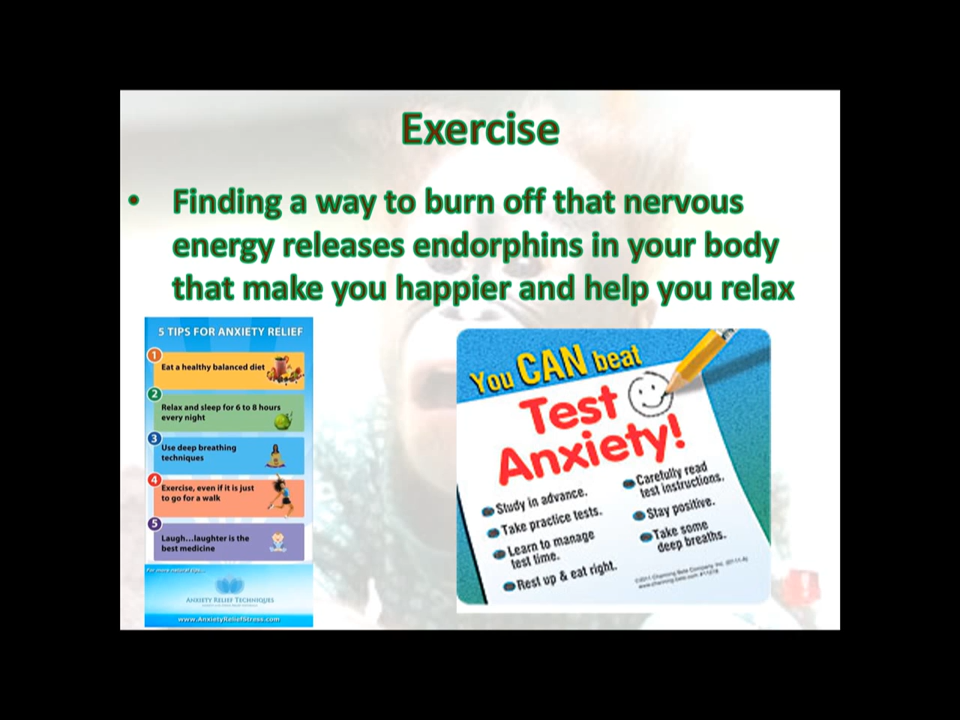 Exercise
• Finding a way to burn off that nervous
energy releases endorphins in your body
that make you happier and help you relax
5 TIPS FOR ANXIETY RELIEF
1
Eat a healthy balanced diet
2
Relax and sleep for 6 to 8 hours
every night
3
Use deep breathing
techniques
4
Exercise, even if it is just
to go for a walk
5
Laugh...laughter is the
best medicine
For more natural tips...
ANXIETY RELIEF TECHNIQUES
www.AnxietyReliefStress.com
You CAN beat
Test
Anxiety!
Study in advance.
Take practice tests.
Learn to manage
test time.
Rest up & eat right.
Carefully read
test instructions.
Stay positive.
Take some
deep breaths.